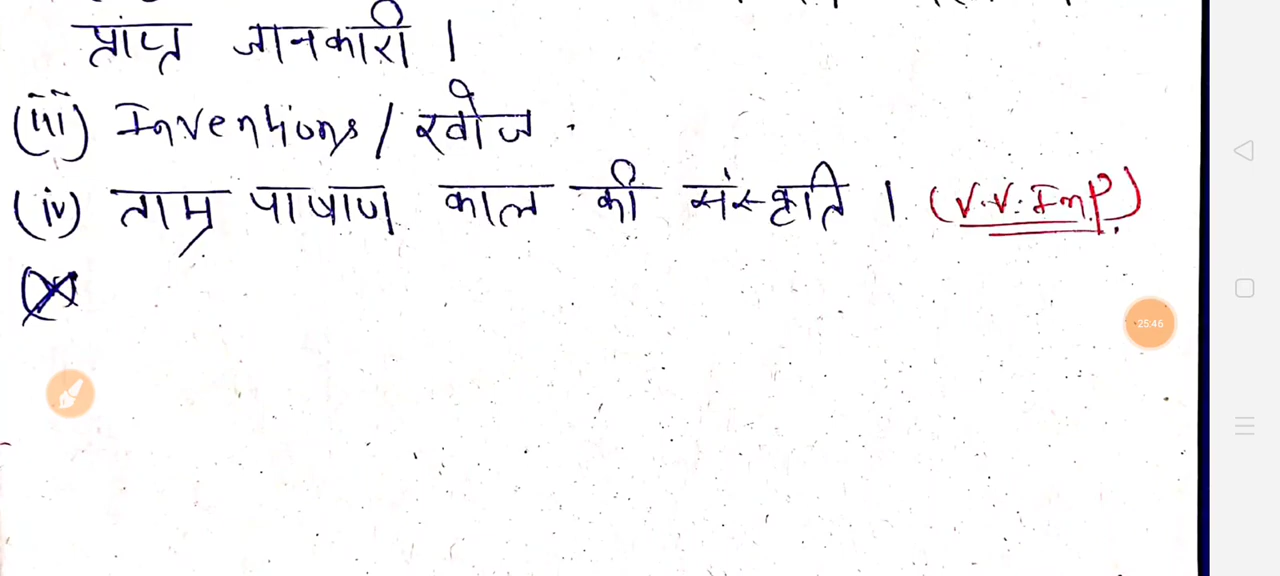 प्राप्त जानकारी ।
(iii) Inventions / खोज .
(iv) ताम्र पाषाण काल की संस्कृति । (V.V. Imp.)
25:46